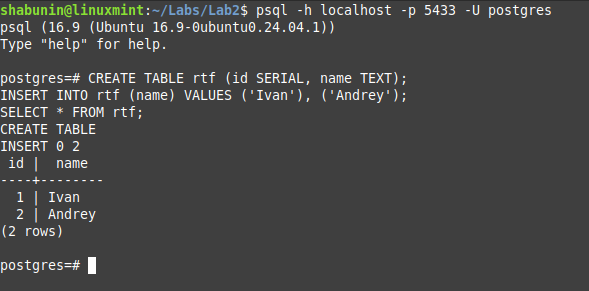 shabunin@linuxmint:~/Labs/Lab2$ psql -h localhost -p 5433 -U postgres
psql (16.9 (Ubuntu 16.9-0ubuntu0.24.04.1))
Type "help" for help.

postgres=# CREATE TABLE rtf (id SERIAL, name TEXT);
INSERT INTO rtf (name) VALUES ('Ivan'), ('Andrey');
SELECT * FROM rtf;
CREATE TABLE
INSERT 0 2
 id |  name
----+--------
  1 | Ivan
  2 | Andrey
(2 rows)

postgres=#